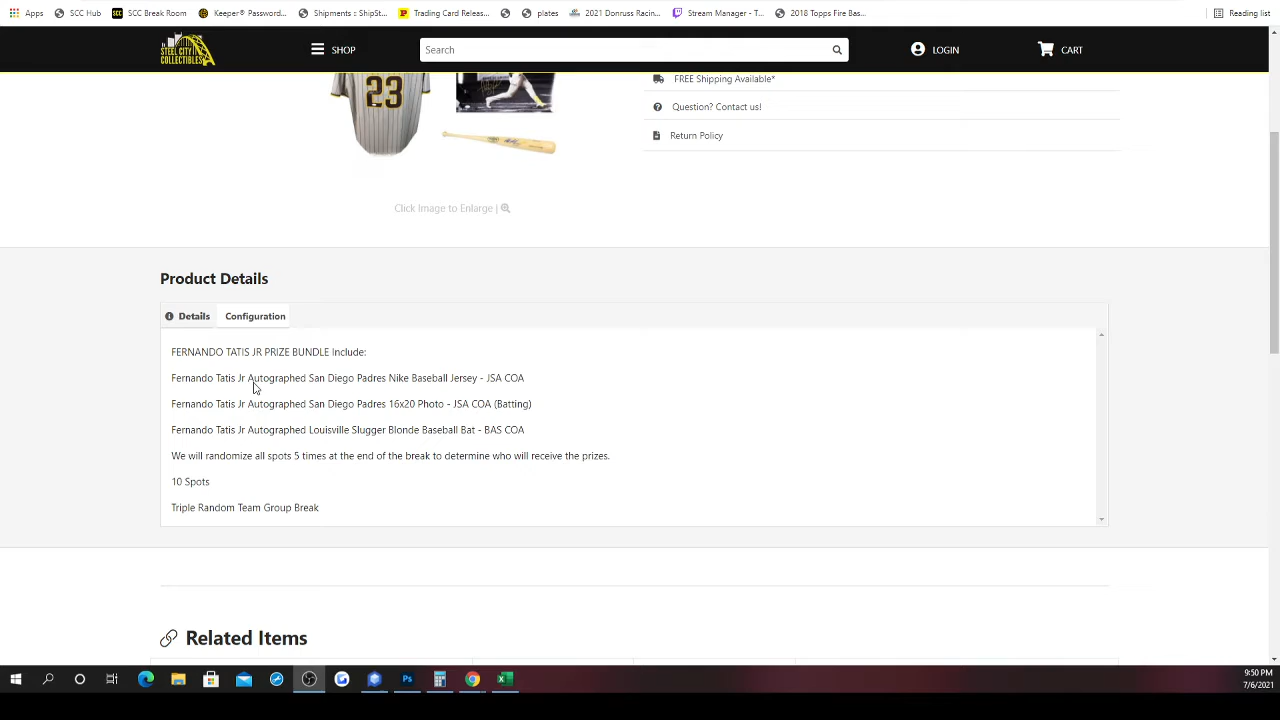 Apps
SCC Hub
SCC Break Room
Keeper® Password...
Shipments :: ShipSt...
Trading Card Releas...
plates
2021 Donruss Racin...
Stream Manager - T...
2018 Topps Fire Bas...
Reading list
STEEL CITY
COLLECTIBLES
SHOP
Search
LOGIN
CART
23
FREE Shipping Available*
Question? Contact us!
Return Policy
Click Image to Enlarge |
Product Details
Details
Configuration
FERNANDO TATIS JR PRIZE BUNDLE Include:
Fernando Tatis Jr Autographed San Diego Padres Nike Baseball Jersey - JSA COA
Fernando Tatis Jr Autographed San Diego Padres 16x20 Photo - JSA COA (Batting)
Fernando Tatis Jr Autographed Louisville Slugger Blonde Baseball Bat - BAS COA
We will randomize all spots 5 times at the end of the break to determine who will receive the prizes.
10 Spots
Triple Random Team Group Break
Related Items
9:50 PM
7/6/2021